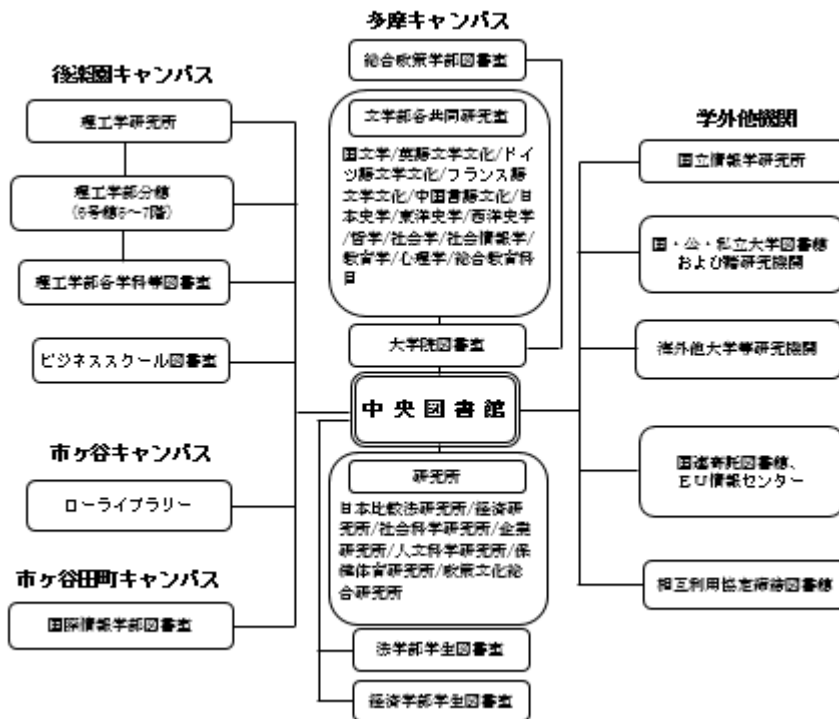 後楽園キャンパス
理工学研究所
理工学部分館
(6号館6～7階)
理工学部各学科等図書室
ビジネススクール図書室
市ヶ谷キャンパス
ローライブラリー
市ヶ谷田町キャンパス
国際情報学部図書室
多摩キャンパス
総合政策学部図書室
文学部各共同研究室
国文学/英語文学文化/ドイ
ツ語文学文化/フランス語
文学文化/中国言語文化/日
本史学/東洋史学/西洋史学
/哲学/社会学/社会情報学/
教育学/心理学/総合教育科
目
大学院図書室
中央図書館
研究所
日本比較法研究所/経済研
究所/社会科学研究所/企業
研究所/人文科学研究所/保
健体育研究所/政策文化総
合研究所
法学部学生図書室
経済学部学生図書室
学外他機関
国立情報学研究所
国・公・私立大学図書館
および諸研究機関
海外他大学等研究機関
国連寄託図書館、
ＥＵ情報センター
相互利用協定締結図書館